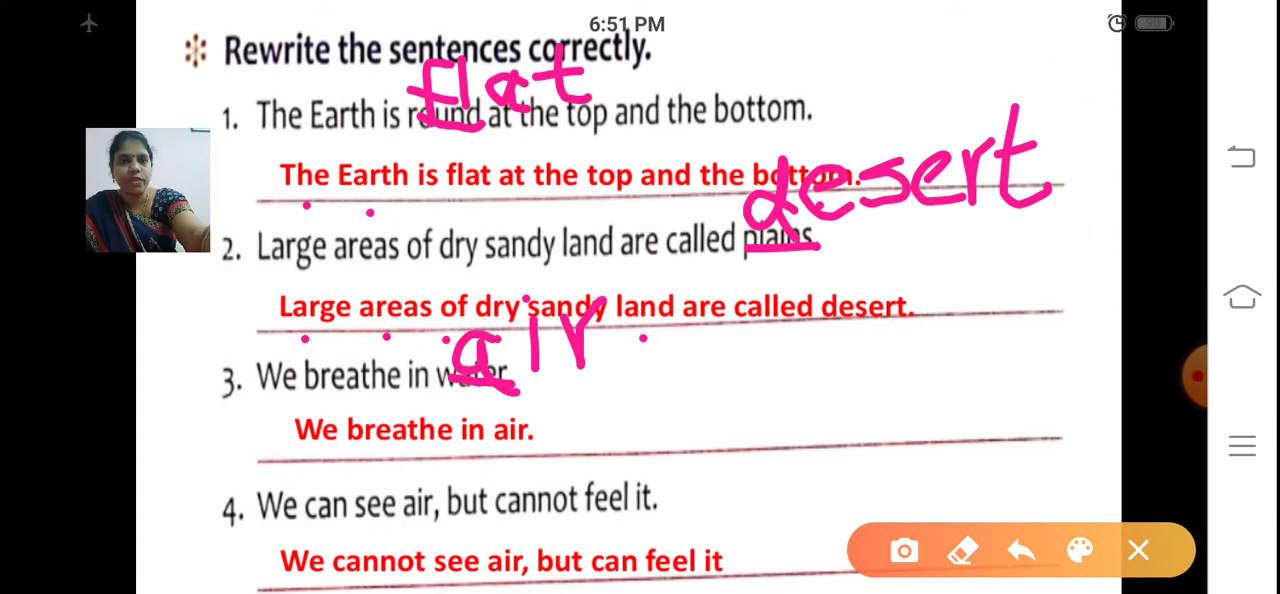 6:51 PM
90
Rewrite the sentences correctly.
flat
1. The Earth is round at the top and the bottom.
The Earth is flat at the top and the bottom.
desert
2. Large areas of dry sandy land are called plains.
Large areas of dry sandy land are called desert.
air
3. We breathe in water.
We breathe in air.
4. We can see air, but cannot feel it.
We cannot see air, but can feel it